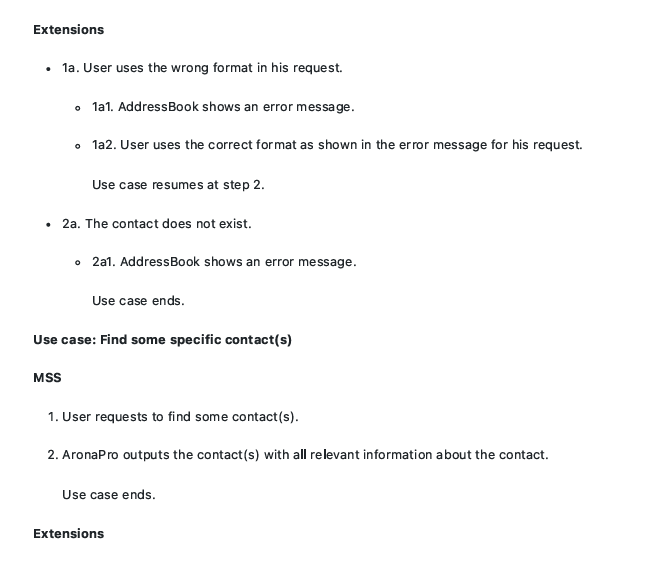 Extensions
• 1a. User uses the wrong format in his request.
◦ 1a1. AddressBook shows an error message.
◦ 1a2. User uses the correct format as shown in the error message for his request.
Use case resumes at step 2.
• 2a. The contact does not exist.
◦ 2a1. AddressBook shows an error message.
Use case ends.
Use case: Find some specific contact(s)
MSS
1. User requests to find some contact(s).
2. AronaPro outputs the contact(s) with all relevant information about the contact.
Use case ends.
Extensions